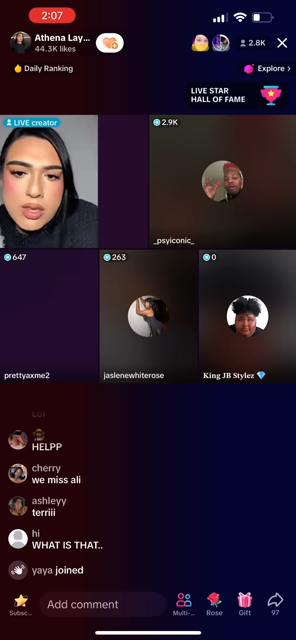 2:07
Athena Lay...
44.3K likes
2.8K
Daily Ranking
Explore >
LIVE STAR
HALL OF FAME
LIVE creator
2.9K
_psyiconic_
647
263
0
prettyaxme2
jaslenewhiterose
King JB Stylez
Lol
HELPP
cherry
we miss ali
ashleyy
terriii
hi
WHAT IS THAT..
yaya joined
Add comment
Subsc...
Multi-...
Rose
Gift
97